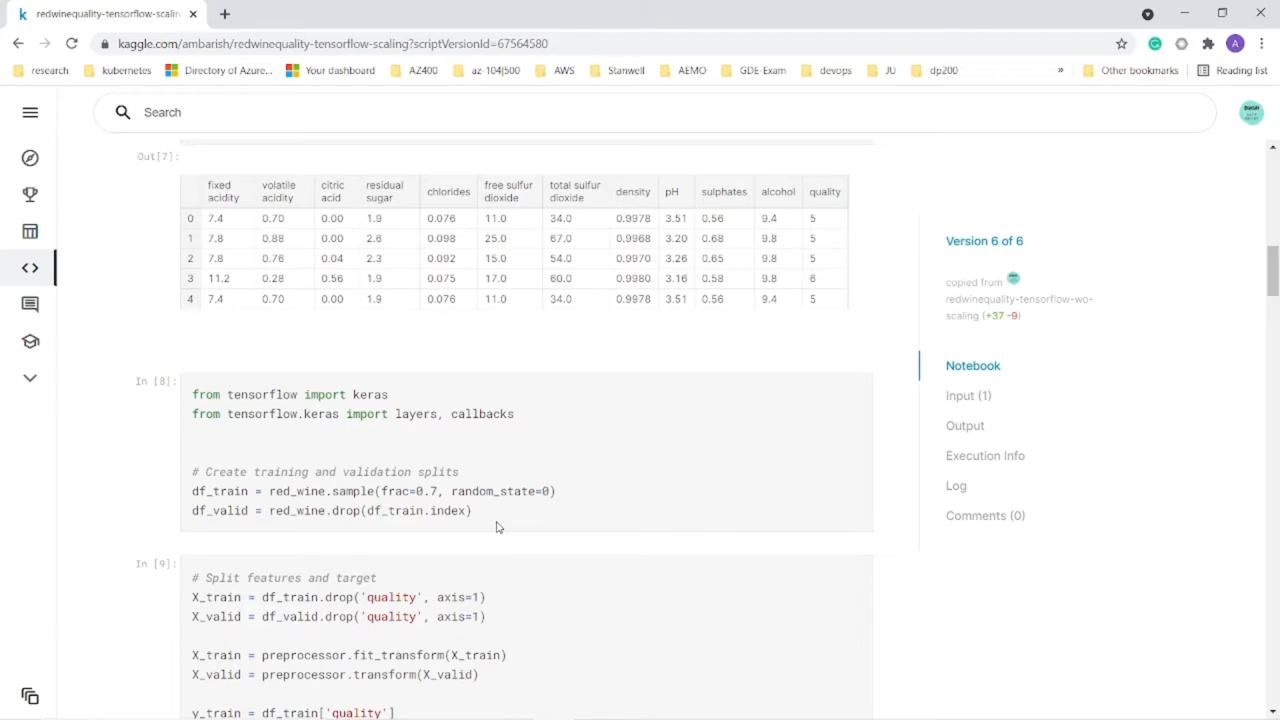 redwinequality-tensorflow-scalin
kaggle.com/ambarish/redwinequality-tensorflow-scaling?scriptVersionId=67564580
research kubernetes Directory of Azure... Your dashboard AZ400 az-104|500 AWS Stanwell AEMO GDE-Exam devops JU dp200 » Other bookmarks Reading list
Search
Out[7]:
fixed acidity volatile acidity citric acid residual sugar chlorides free sulfur dioxide total sulfur dioxide density pH sulphates alcohol quality
0 7.4 0.70 0.00 1.9 0.076 11.0 34.0 0.9978 3.51 0.56 9.4 5
1 7.8 0.88 0.00 2.6 0.098 25.0 67.0 0.9968 3.20 0.68 9.8 5
2 7.8 0.76 0.04 2.3 0.092 15.0 54.0 0.9970 3.26 0.65 9.8 5
3 11.2 0.28 0.56 1.9 0.075 17.0 60.0 0.9980 3.16 0.58 9.8 6
4 7.4 0.70 0.00 1.9 0.076 11.0 34.0 0.9978 3.51 0.56 9.4 5
In [8]:
from tensorflow import keras
from tensorflow.keras import layers, callbacks
# Create training and validation splits
df_train = red_wine.sample(frac=0.7, random_state=0)
df_valid = red_wine.drop(df_train.index)
In [9]:
# Split features and target
X_train = df_train.drop('quality', axis=1)
X_valid = df_valid.drop('quality', axis=1)
X_train = preprocessor.fit_transform(X_train)
X_valid = preprocessor.transform(X_valid)
y_train = df_train['quality']
Version 6 of 6
copied from
redwinequality-tensorflow-wo-
scaling (+37 -9)
Notebook
Input (1)
Output
Execution Info
Log
Comments (0)